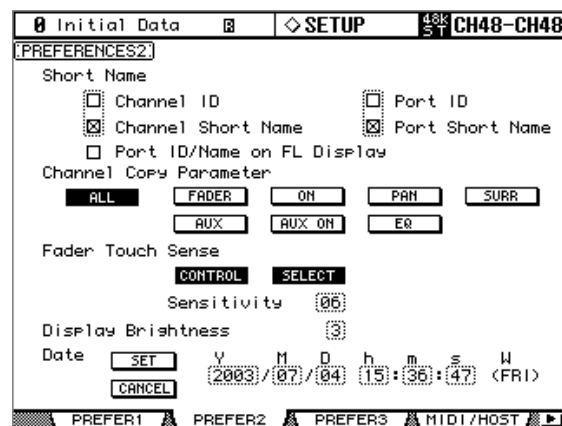 0 Initial Data R ◇SETUP 48k ST CH48-CH48
PREFERENCES2
Short Name
Channel ID Port ID
Channel Short Name Port Short Name
Port ID/Name on FL Display
Channel Copy Parameter
ALL FADER ON PAN SURR
AUX AUX ON EQ
Fader Touch Sense
CONTROL SELECT
Sensitivity 06
Display Brightness 3
Date SET Y M D h m s W
2003/07/04 15:36:47 (FRI)
CANCEL
PREFER1 PREFER2 PREFER3 MIDI/HOST